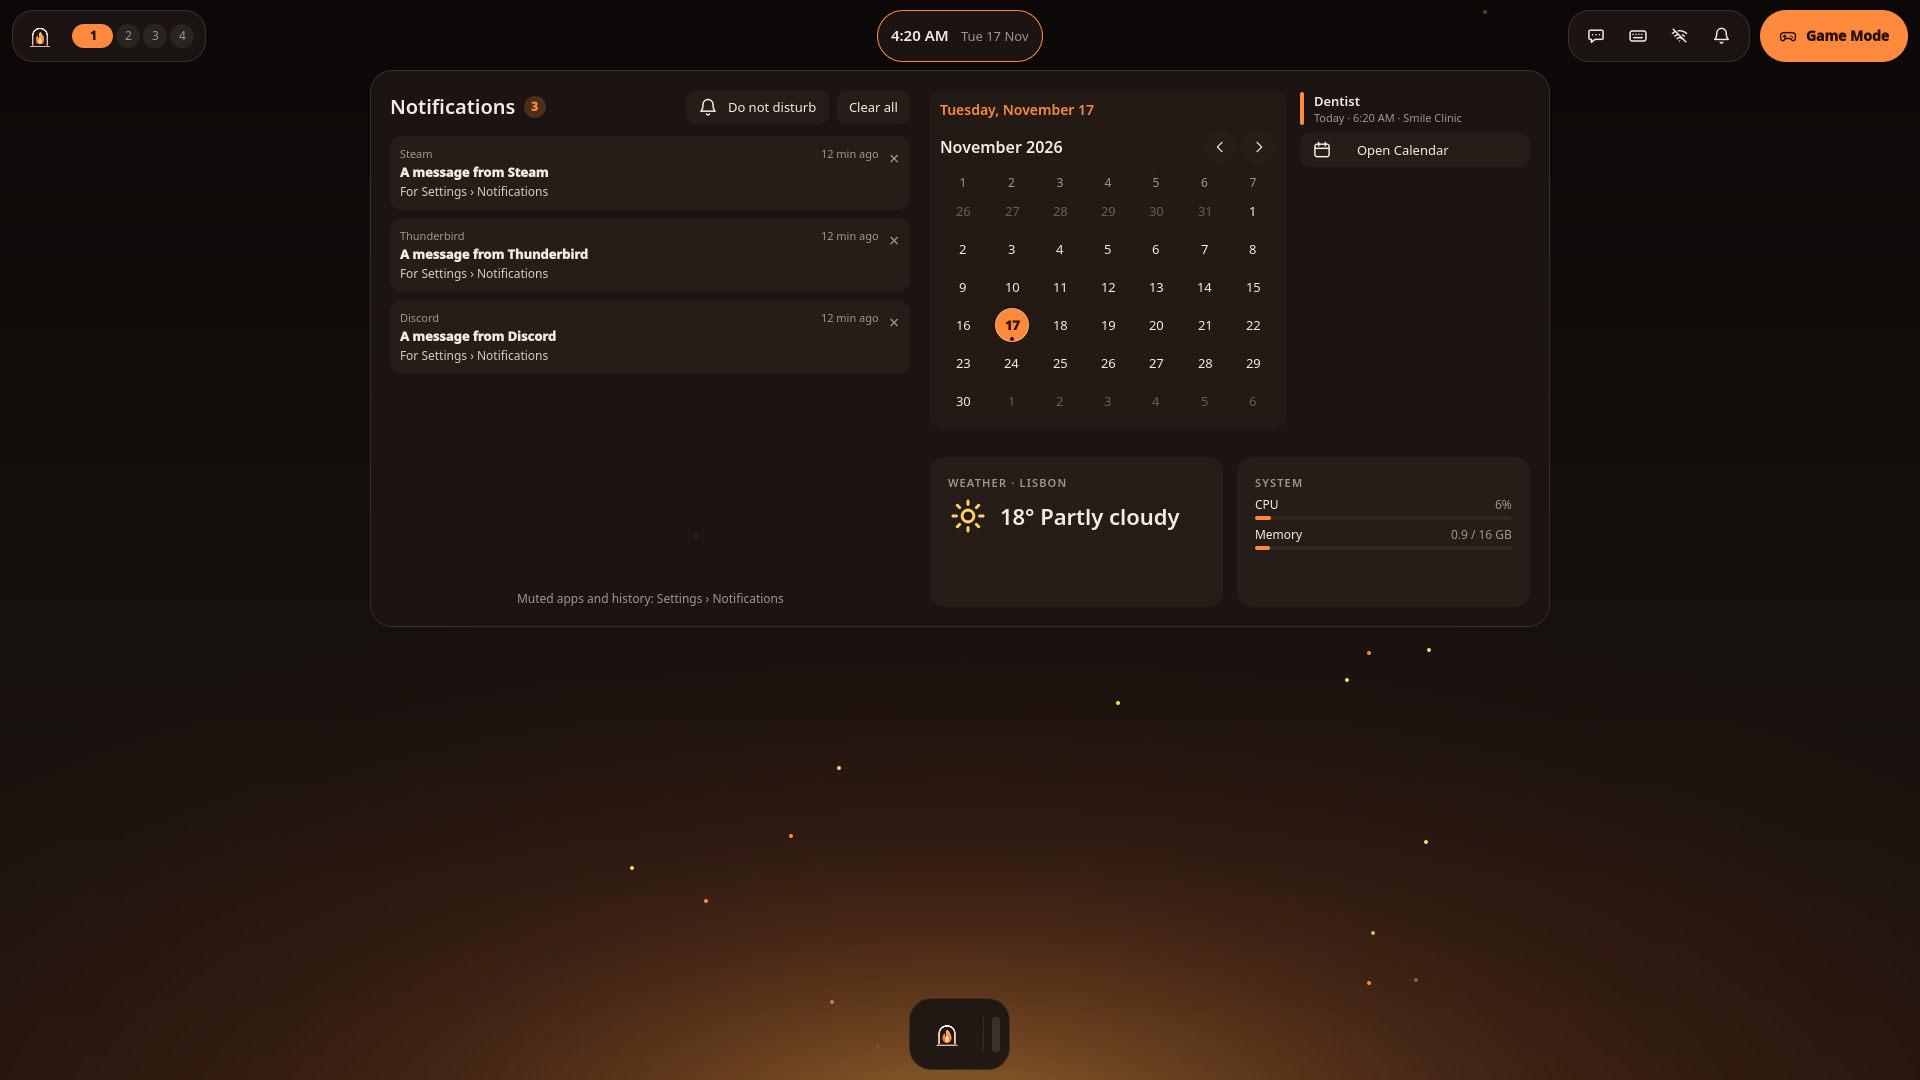 1 2 3 4
4:20 AM Tue 17 Nov
Game Mode
Notifications 3
Do not disturb
Clear all
Steam 12 min ago
A message from Steam
For Settings › Notifications
Thunderbird 12 min ago
A message from Thunderbird
For Settings › Notifications
Discord 12 min ago
A message from Discord
For Settings › Notifications
Muted apps and history: Settings › Notifications
Tuesday, November 17
November 2026
1 2 3 4 5 6 7
26 27 28 29 30 31 1
2 3 4 5 6 7 8
9 10 11 12 13 14 15
16 17 18 19 20 21 22
23 24 25 26 27 28 29
30 1 2 3 4 5 6
Dentist
Today · 6:20 AM · Smile Clinic
Open Calendar
WEATHER · LISBON
18° Partly cloudy
SYSTEM
CPU 6%
Memory 0.9 / 16 GB